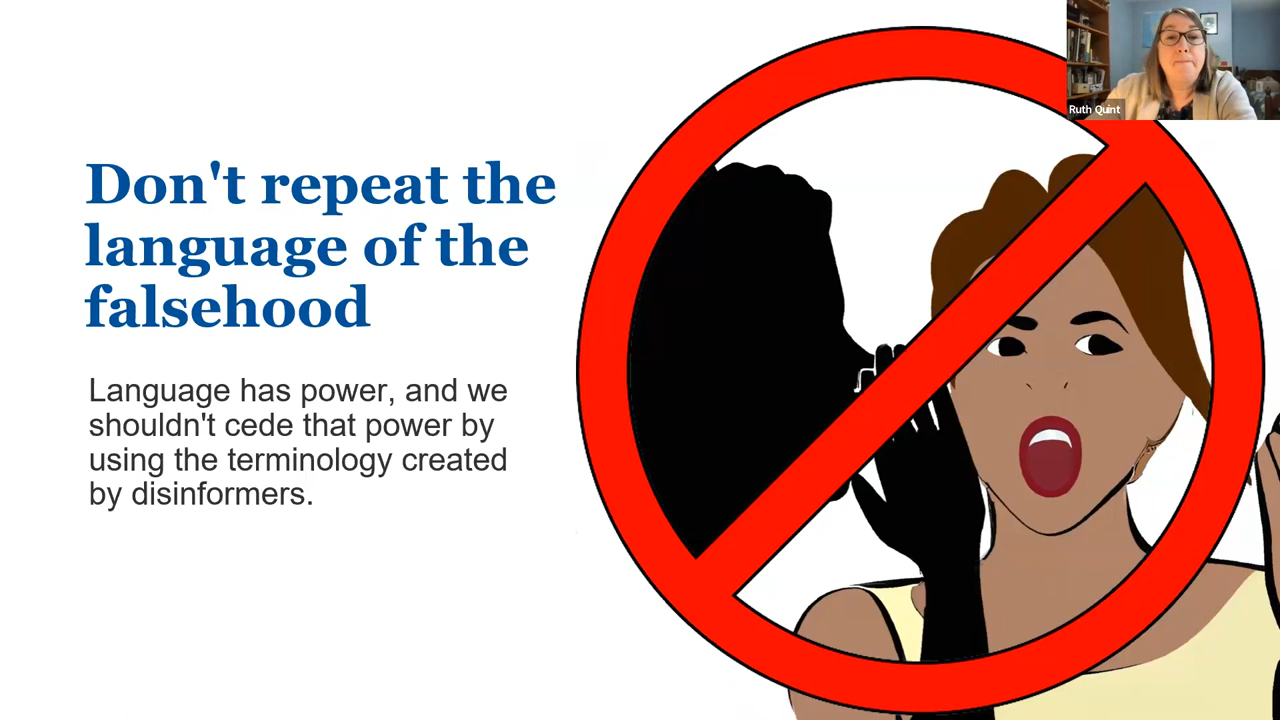 Don't repeat the
language of the
falsehood
Language has power, and we
shouldn't cede that power by
using the terminology created
by disinformers.
Ruth Quint